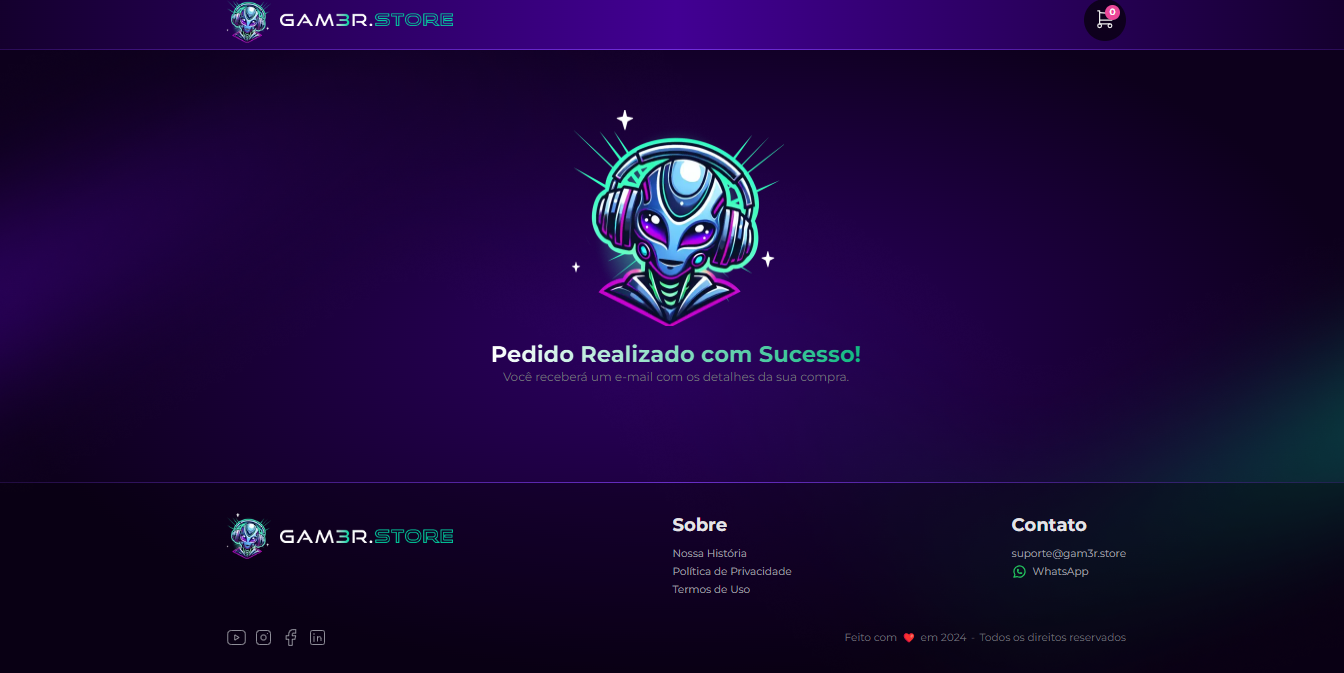 GAM3R.STORE
0
Pedido Realizado com Sucesso!
Você receberá um e-mail com os detalhes da sua compra.
GAM3R.STORE
Sobre
Nossa História
Política de Privacidade
Termos de Uso
Contato
suporte@gam3r.store
WhatsApp
Feito com ❤️ em 2024 - Todos os direitos reservados